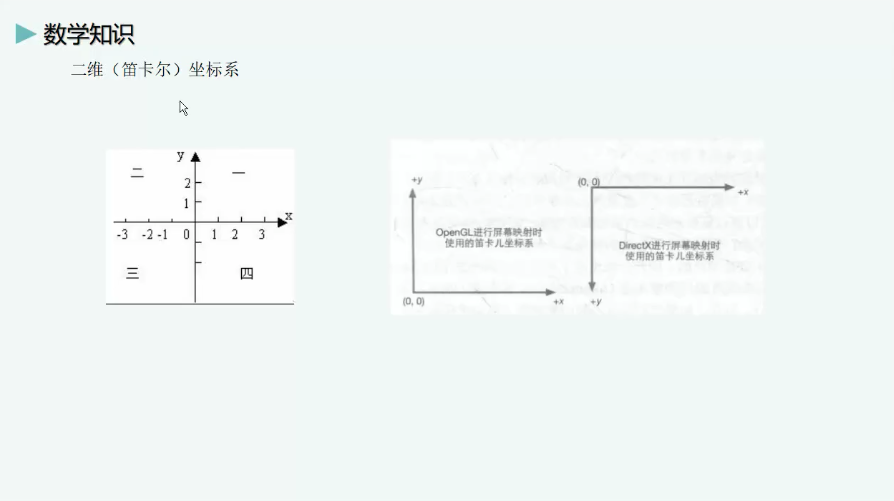 数学知识
二维（笛卡尔）坐标系
y
二 一
2
1
x
-3 -2 -1 0 1 2 3
三 四
+y
OpenGL进行屏幕映射时
使用的笛卡儿坐标系
(0, 0) +x
(0, 0) +x
DirectX进行屏幕映射时
使用的笛卡儿坐标系
+y